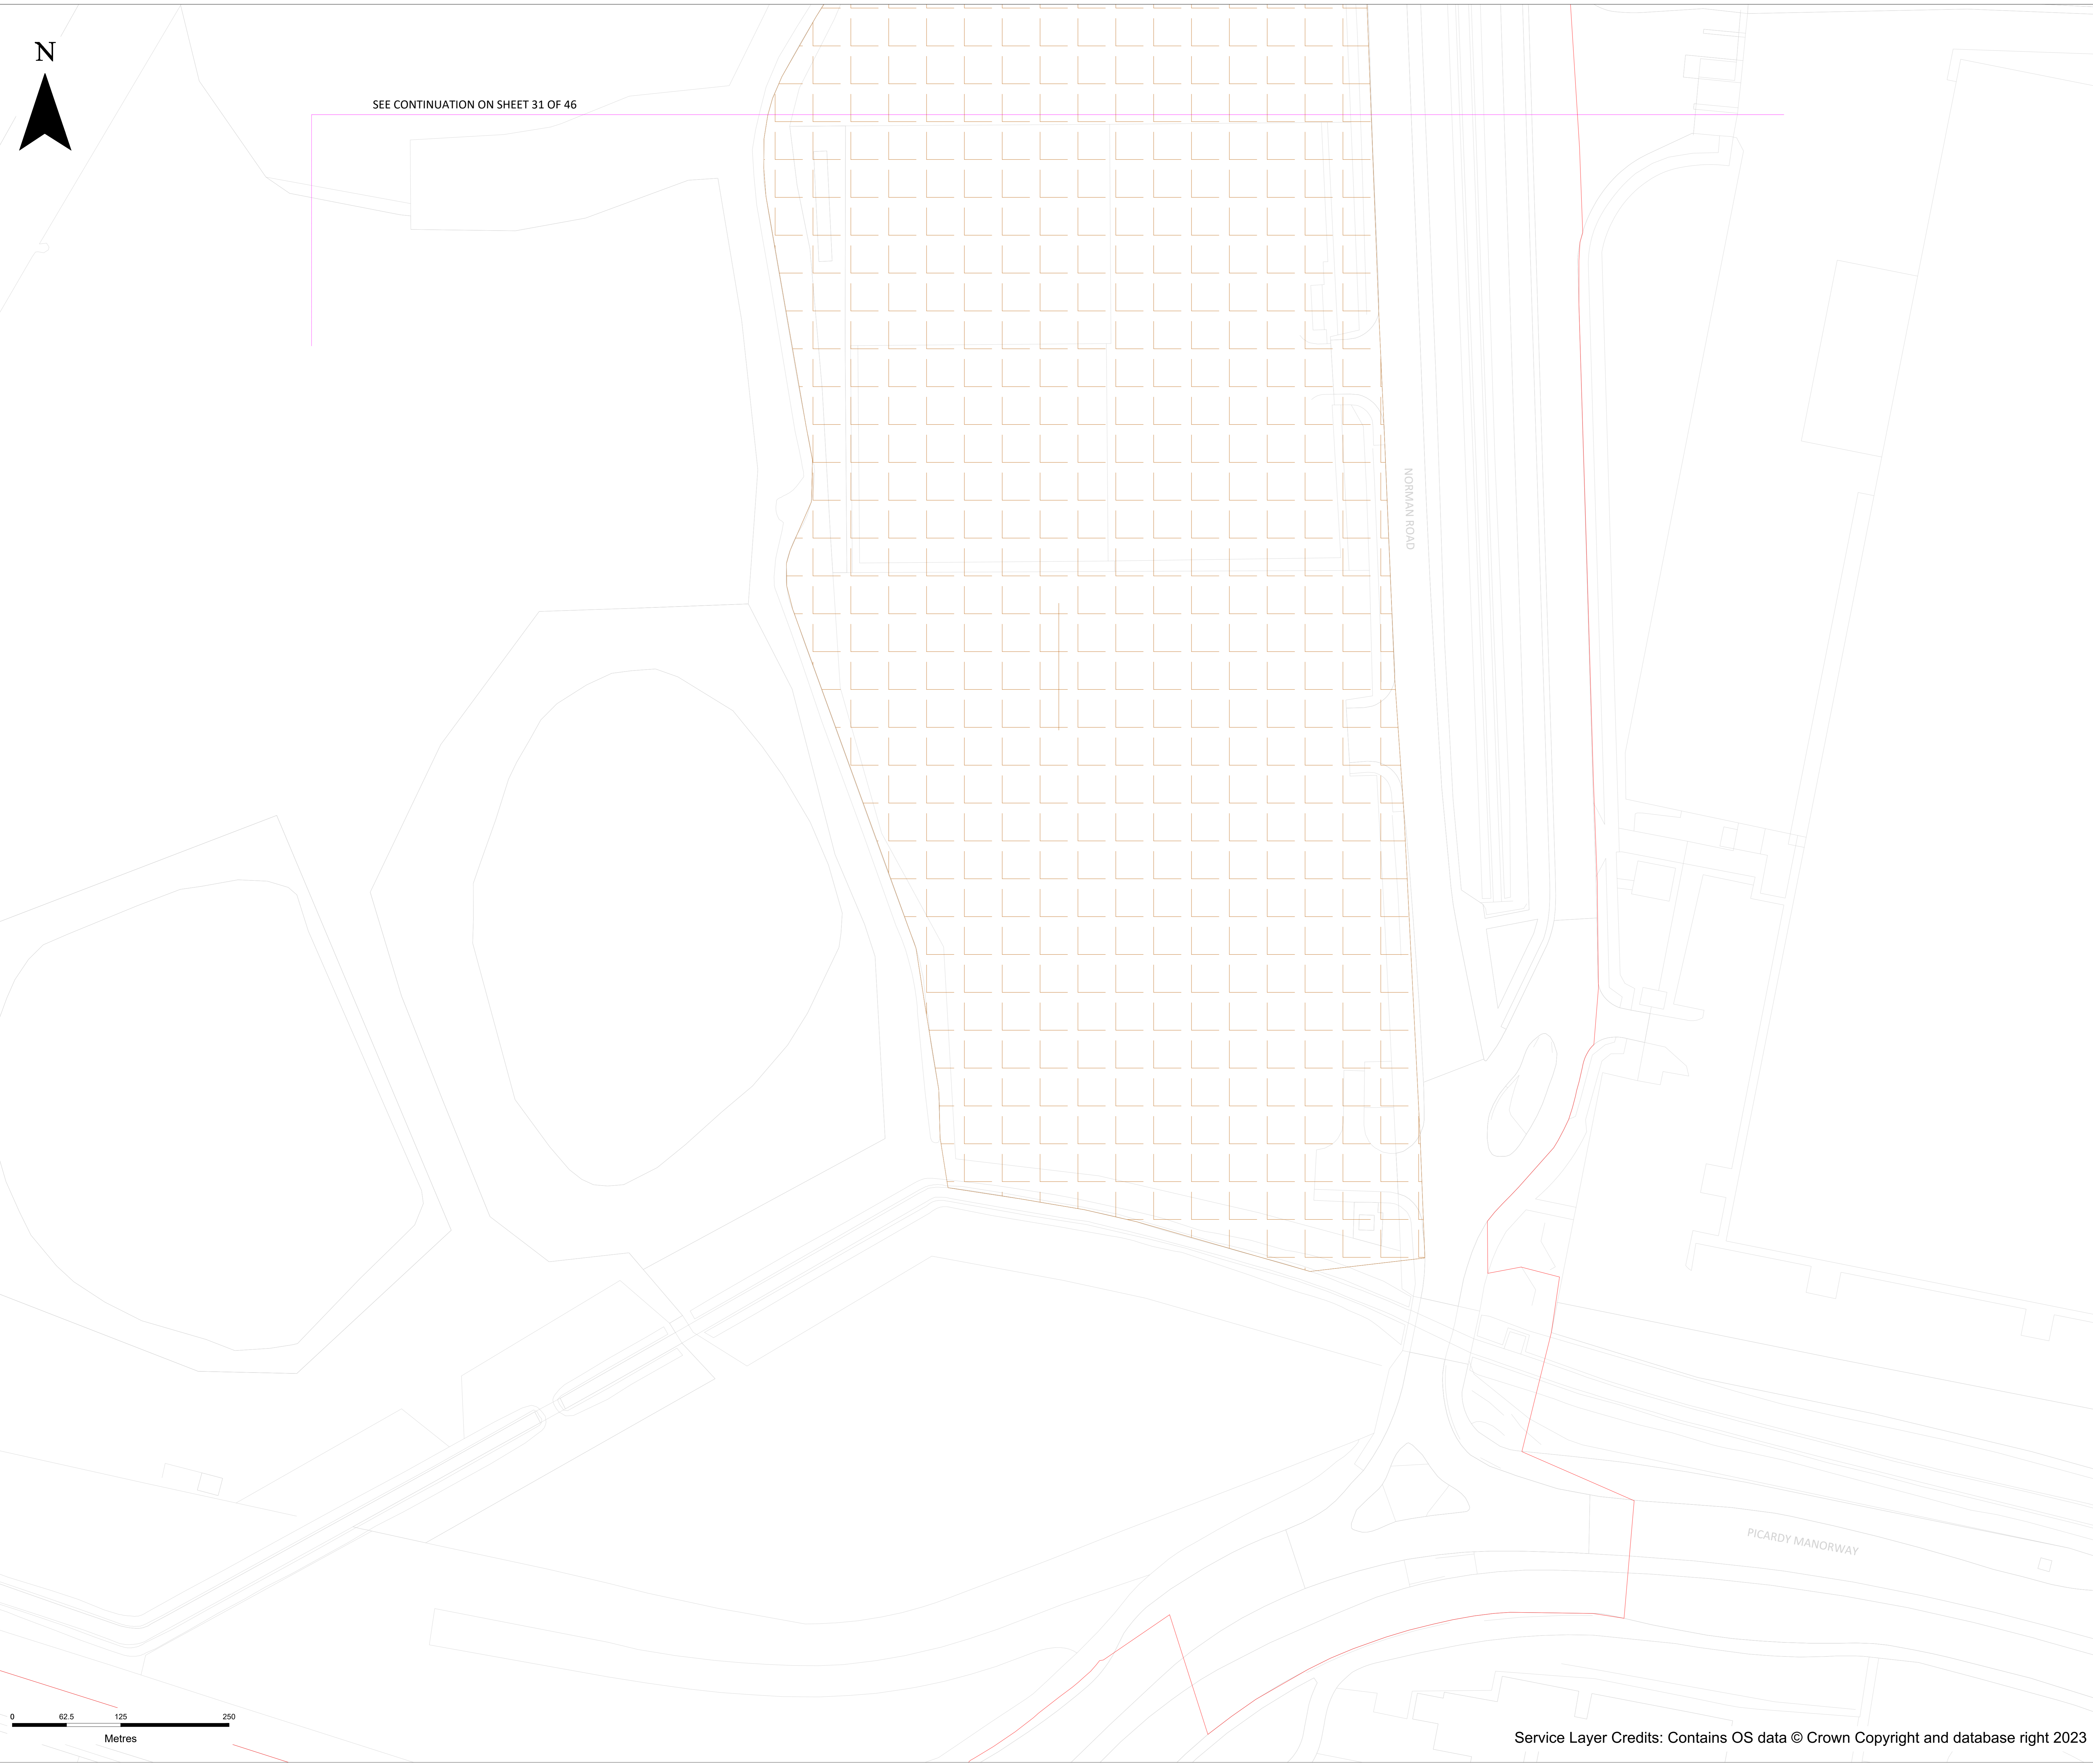 N
SEE CONTINUATION ON SHEET 31 OF 46
NORMAN ROAD
PICARDY MANORWAY
0 62.5 125 250
Metres
Service Layer Credits: Contains OS data © Crown Copyright and database right 2023